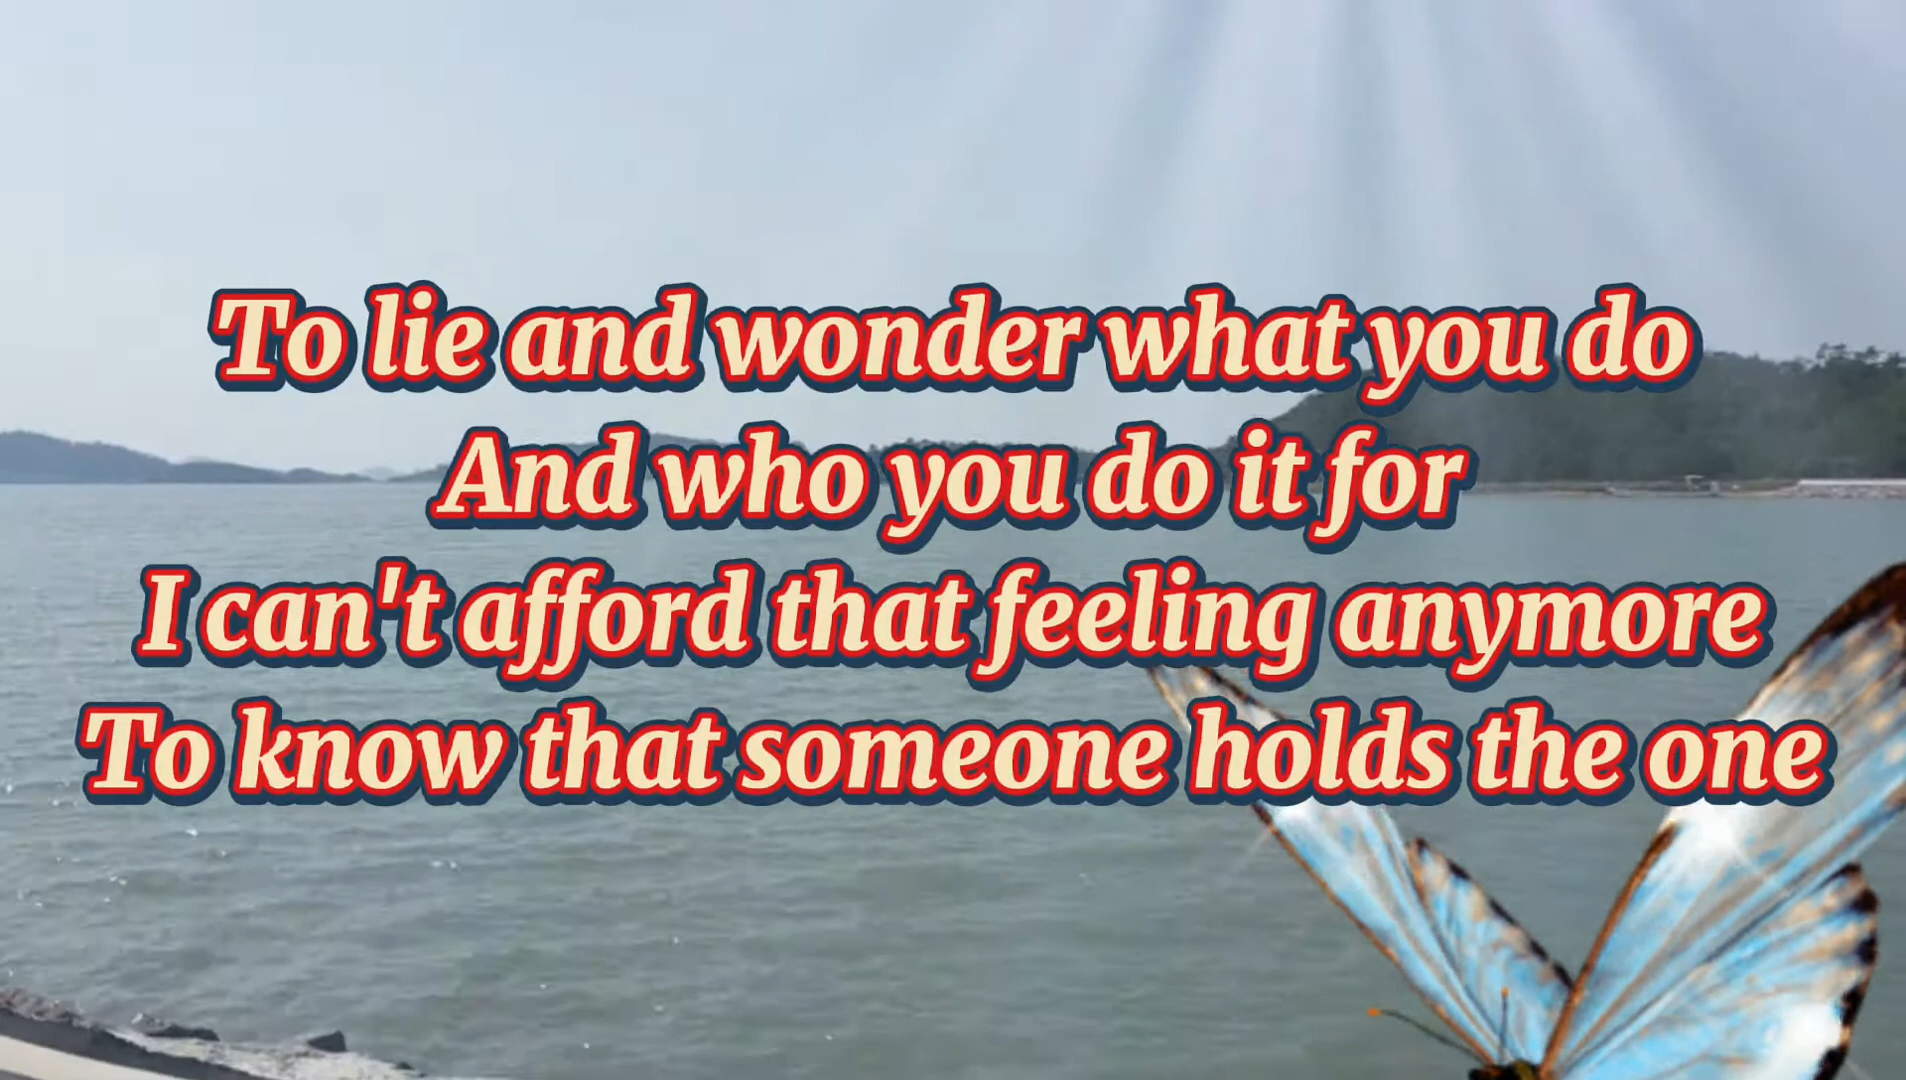 To lie and wonder what you do
And who you do it for
I can't afford that feeling anymore
To know that someone holds the one